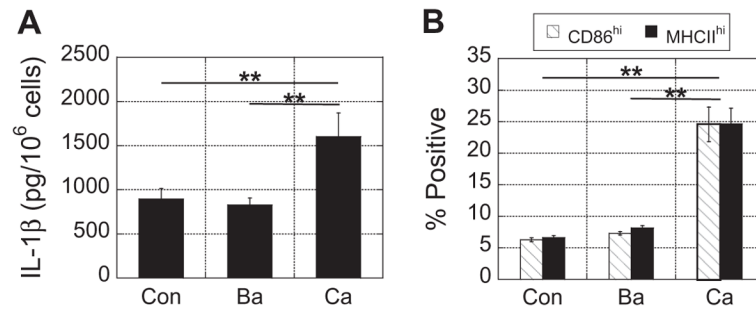 A
IL-1β (pg/10⁶ cells)
2500
2000
1500
1000
500
0
**
**
Con Ba Ca
B
CD86ʰⁱ MHCIIʰⁱ
% Positive
35
30
25
20
15
10
5
0
**
**
Con Ba Ca